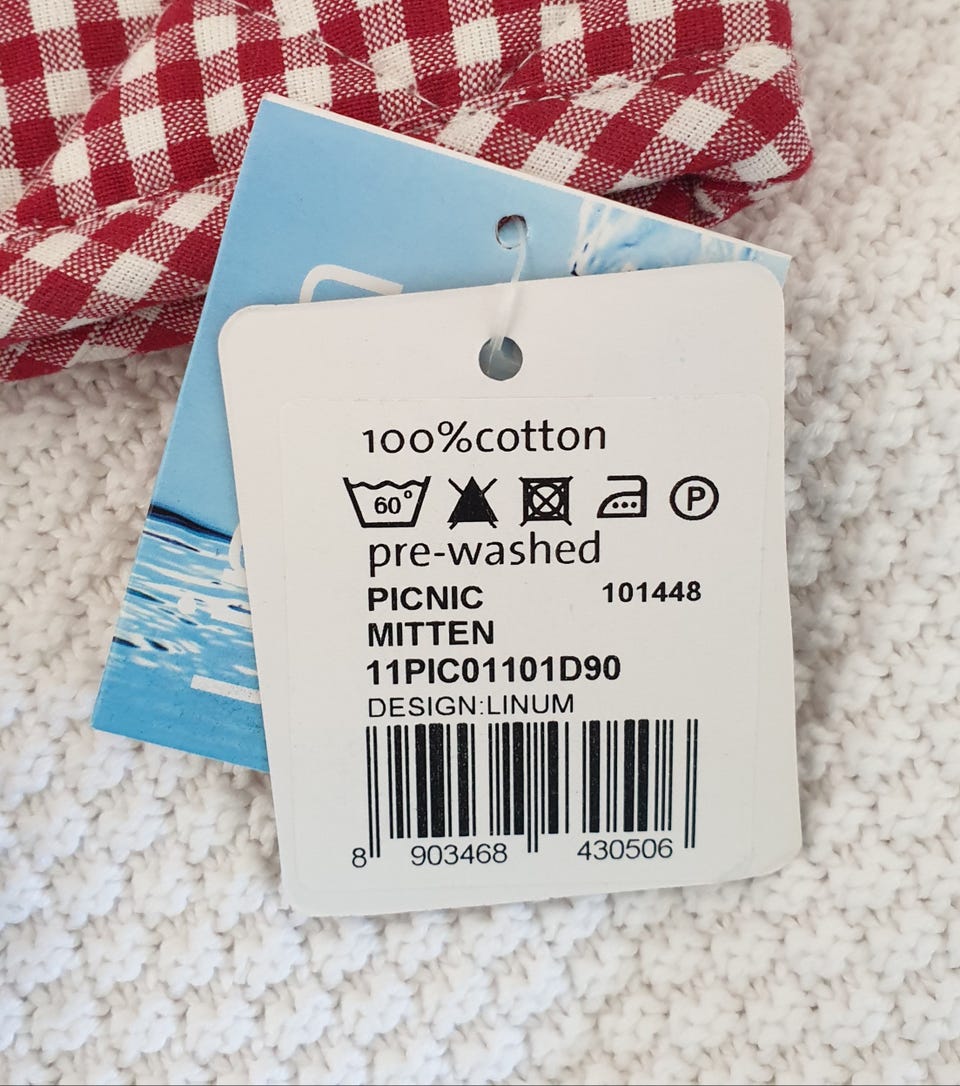 100%cotton
60°
P
pre-washed
PICNIC 101448
MITTEN
11PIC01101D90
DESIGN:LINUM
8 903468 430506